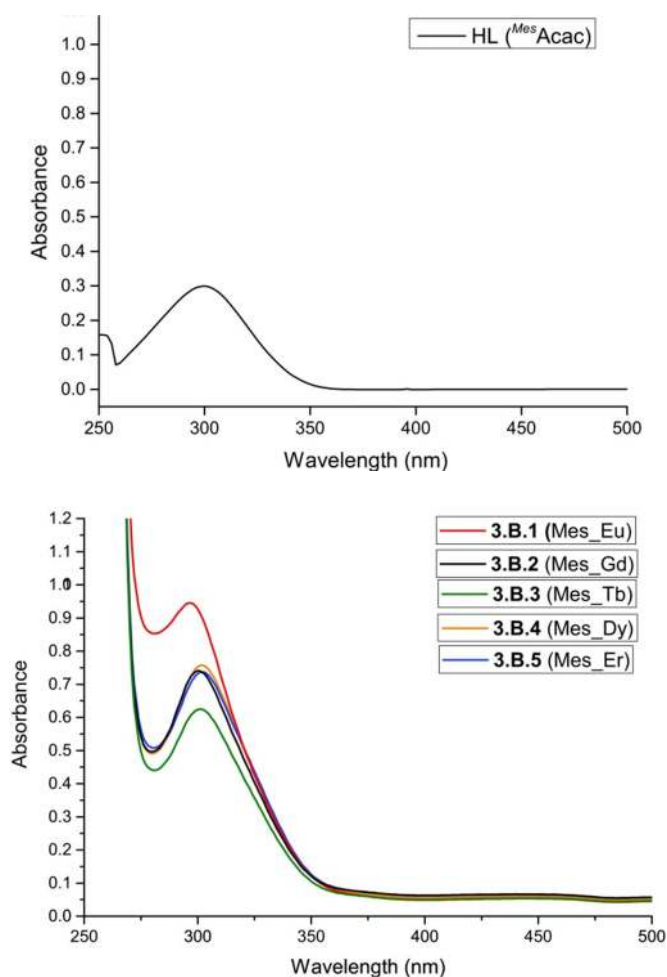 HL (MesAcac)
1.0
0.9
0.8
0.7
0.6
0.5
0.4
0.3
0.2
0.1
0.0
Absorbance
250 300 350 400 450 500
Wavelength (nm)
1.2
1.1
1.0
0.9
0.8
0.7
0.6
0.5
0.4
0.3
0.2
0.1
0.0
Absorbance
3.B.1 (Mes_Eu)
3.B.2 (Mes_Gd)
3.B.3 (Mes_Tb)
3.B.4 (Mes_Dy)
3.B.5 (Mes_Er)
250 300 350 400 450 500
Wavelength (nm)